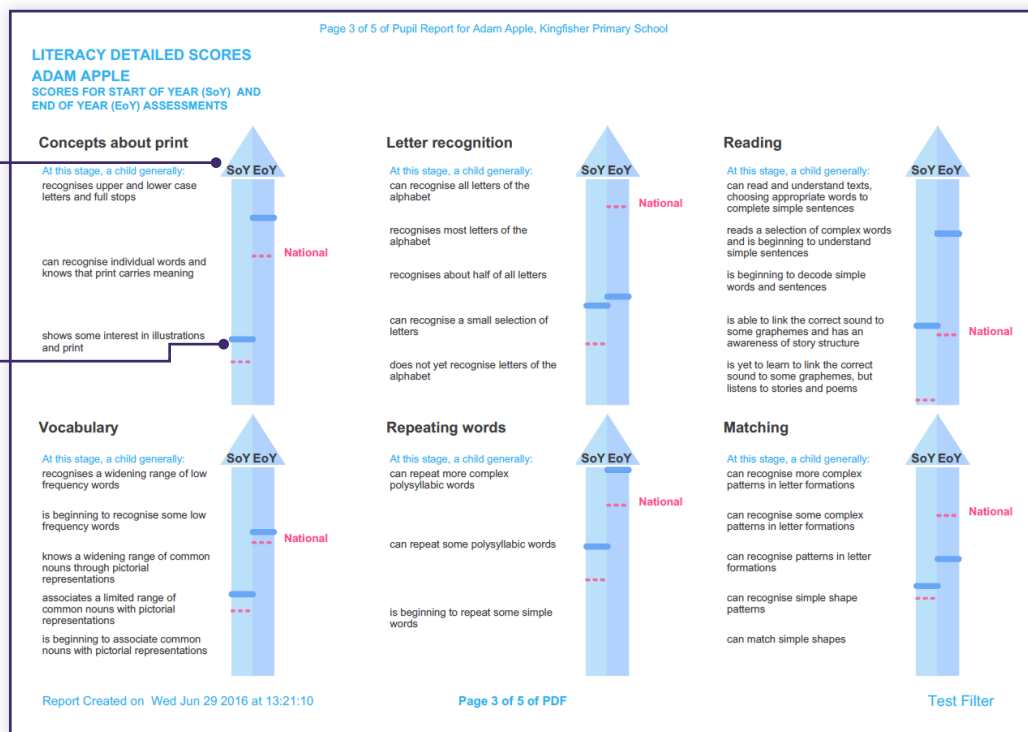 Page 3 of 5 of Pupil Report for Adam Apple, Kingfisher Primary School
LITERACY DETAILED SCORES
ADAM APPLE
SCORES FOR START OF YEAR (SoY) AND
END OF YEAR (EoY) ASSESSMENTS
Concepts about print
At this stage, a child generally:
SoY EoY
recognises upper and lower case
letters and full stops
National
can recognise individual words and
knows that print carries meaning
shows some interest in illustrations
and print
Letter recognition
At this stage, a child generally:
SoY EoY
can recognise all letters of the
alphabet
National
recognises most letters of the
alphabet
recognises about half of all letters
can recognise a small selection of
letters
does not yet recognise letters of the
alphabet
Reading
At this stage, a child generally:
SoY EoY
can read and understand texts,
choosing appropriate words to
complete simple sentences
reads a selection of complex words
and is beginning to understand
simple sentences
is beginning to decode simple
words and sentences
is able to link the correct sound to
some graphemes and has an
awareness of story structure
National
is yet to learn to link the correct
sound to some graphemes, but
listens to stories and poems
Vocabulary
At this stage, a child generally:
SoY EoY
recognises a widening range of low
frequency words
is beginning to recognise some low
frequency words
National
knows a widening range of common
nouns through pictorial
representations
associates a limited range of
common nouns with pictorial
representations
is beginning to associate common
nouns with pictorial representations
Repeating words
At this stage, a child generally:
SoY EoY
can repeat more complex
polysyllabic words
National
can repeat some polysyllabic words
is beginning to repeat some simple
words
Matching
At this stage, a child generally:
SoY EoY
can recognise more complex
patterns in letter formations
National
can recognise some complex
patterns in letter formations
can recognise patterns in letter
formations
can recognise simple shape
patterns
can match simple shapes
Report Created on Wed Jun 29 2016 at 13:21:10
Page 3 of 5 of PDF
Test Filter